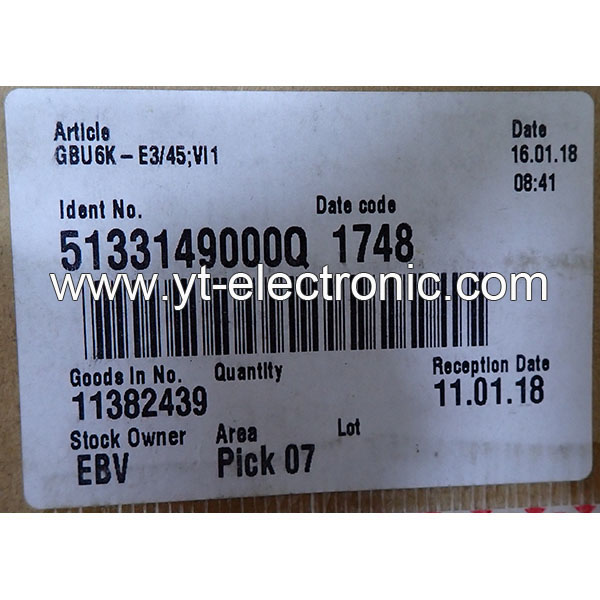 Article Date
GBU6K-E3/45;VI1 16.01.18
08:41
Ident No. Date code
5133149000Q 1748
www.yt-electronic.com
Goods In No. Quantity Reception Date
11382439 11.01.18
Stock Owner Area Lot
EBV Pick 07